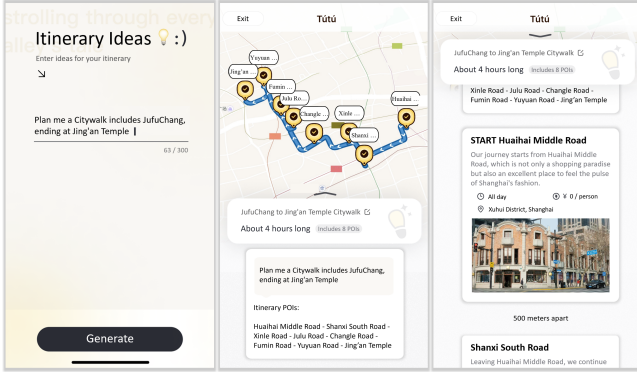 strolling through every
alley
Itinerary Ideas 💡:)
Enter ideas for your itinerary
Plan me a Citywalk includes JufuChang,
ending at Jing'an Temple
63 / 300
Generate
Exit
Tútú
Yuyuan ...
Jing'an ...
Fumin ...
Julu Ro...
Changle ...
Xinle ...
Huaihai ...
Shanxi ...
JufuChang to Jing'an Temple Citywalk
About 4 hours long Includes 8 POIs
Plan me a Citywalk includes JufuChang,
ending at Jing'an Temple
Itinerary POIs:
Huaihai Middle Road - Shanxi South Road -
Xinle Road - Julu Road - Changle Road -
Fumin Road - Yuyuan Road - Jing'an Temple
Exit
Tútú
JufuChang to Jing'an Temple Citywalk
About 4 hours long Includes 8 POIs
Xinle Road - Julu Road - Changle Road -
Fumin Road - Yuyuan Road - Jing'an Temple
START Huaihai Middle Road
Our journey starts from Huaihai Middle
Road, which is not only a shopping paradise
but also an excellent place to feel the pulse
of Shanghai's fashion.
All day
¥ 0 / person
Xuhui District, Shanghai
500 meters apart
Shanxi South Road
Leaving Huaihai Middle Road, we continue